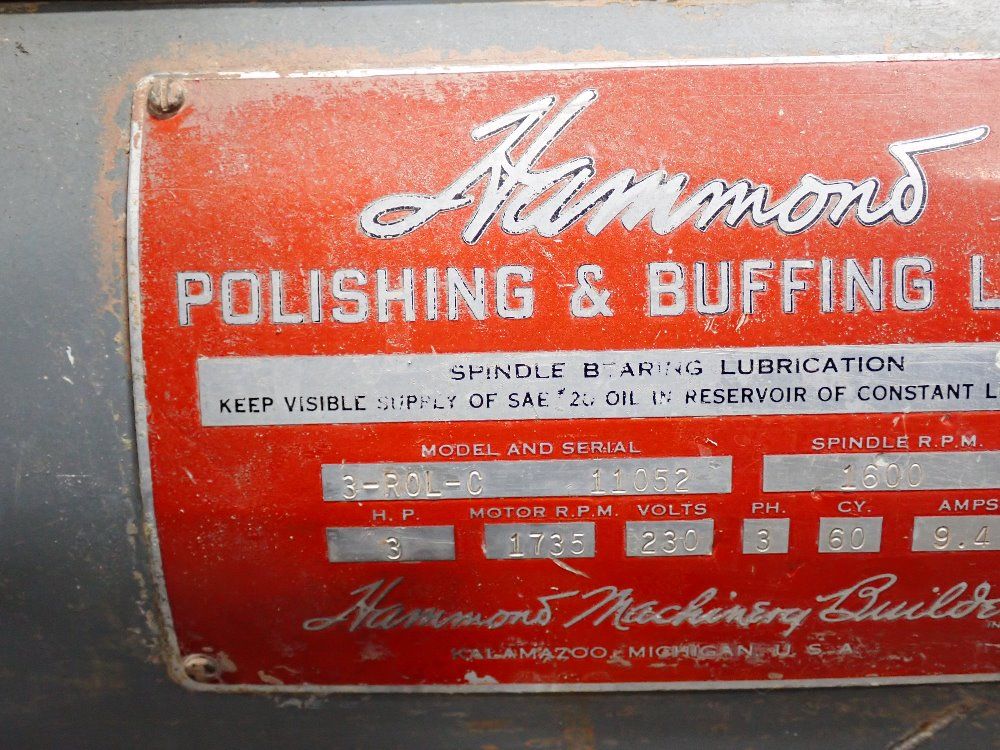 Hammond
POLISHING & BUFFING L
SPINDLE BEARING LUBRICATION
KEEP VISIBLE SUPPLY OF SAE #20 OIL IN RESERVOIR OF CONSTANT L
MODEL AND SERIAL SPINDLE R.P.M.
3-ROL-C 11052 1600
H.P. MOTOR R.P.M. VOLTS PH. CY. AMPS
3 1735 230 3 60 9.4
Hammond Machinery Builde
KALAMAZOO, MICHIGAN, U.S.A.